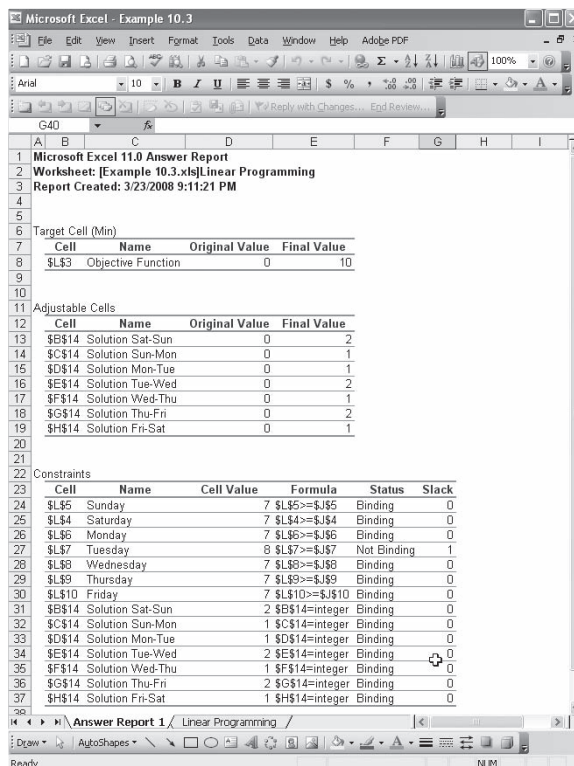 Microsoft Excel - Example 10.3
File Edit View Insert Format Tools Data Window Help Adobe PDF
100%
Arial 10 B I U $ % ,
Reply with Changes... End Review...
G40 fx
A B C D E F G H I
1 Microsoft Excel 11.0 Answer Report
2 Worksheet: [Example 10.3.xls]Linear Programming
3 Report Created: 3/23/2008 9:11:21 PM
4
5
6 Target Cell (Min)
7 Cell Name Original Value Final Value
8 $L$3 Objective Function 0 10
9
10
11 Adjustable Cells
12 Cell Name Original Value Final Value
13 $B$14 Solution Sat-Sun 0 2
14 $C$14 Solution Sun-Mon 0 1
15 $D$14 Solution Mon-Tue 0 1
16 $E$14 Solution Tue-Wed 0 2
17 $F$14 Solution Wed-Thu 0 1
18 $G$14 Solution Thu-Fri 0 2
19 $H$14 Solution Fri-Sat 0 1
20
21
22 Constraints
23 Cell Name Cell Value Formula Status Slack
24 $L$5 Sunday 7 $L$5>=$J$5 Binding 0
25 $L$4 Saturday 7 $L$4>=$J$4 Binding 0
26 $L$6 Monday 7 $L$6>=$J$6 Binding 0
27 $L$7 Tuesday 8 $L$7>=$J$7 Not Binding 1
28 $L$8 Wednesday 7 $L$8>=$J$8 Binding 0
29 $L$9 Thursday 7 $L$9>=$J$9 Binding 0
30 $L$10 Friday 7 $L$10>=$J$10 Binding 0
31 $B$14 Solution Sat-Sun 2 $B$14=integer Binding 0
32 $C$14 Solution Sun-Mon 1 $C$14=integer Binding 0
33 $D$14 Solution Mon-Tue 1 $D$14=integer Binding 0
34 $E$14 Solution Tue-Wed 2 $E$14=integer Binding 0
35 $F$14 Solution Wed-Thu 1 $F$14=integer Binding 0
36 $G$14 Solution Thu-Fri 2 $G$14=integer Binding 0
37 $H$14 Solution Fri-Sat 1 $H$14=integer Binding 0
38
Answer Report 1 Linear Programming
Draw AutoShapes
Ready NUM